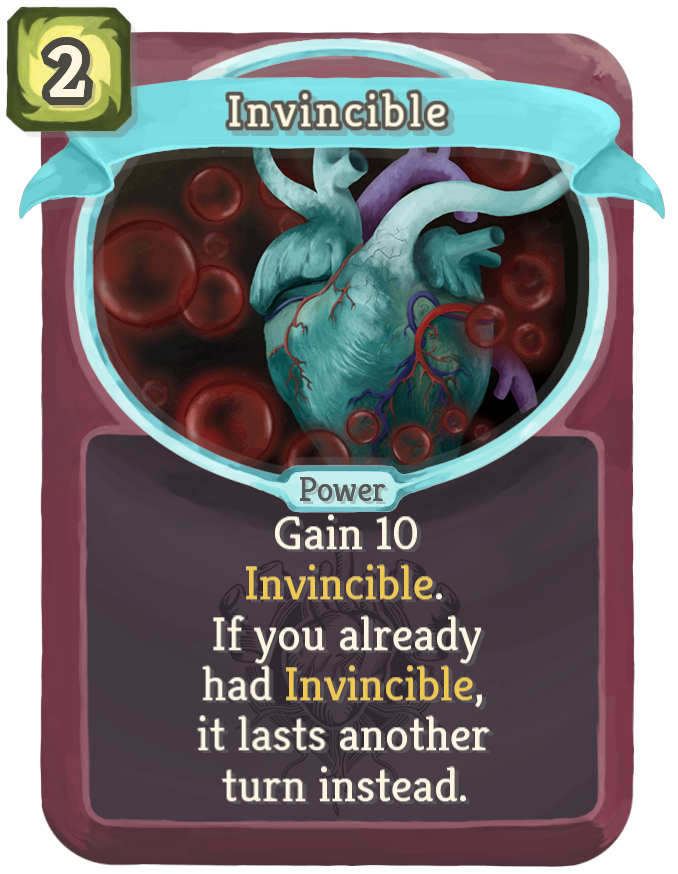 2
Invincible
Power
Gain 10
Invincible.
If you already
had Invincible,
it lasts another
turn instead.